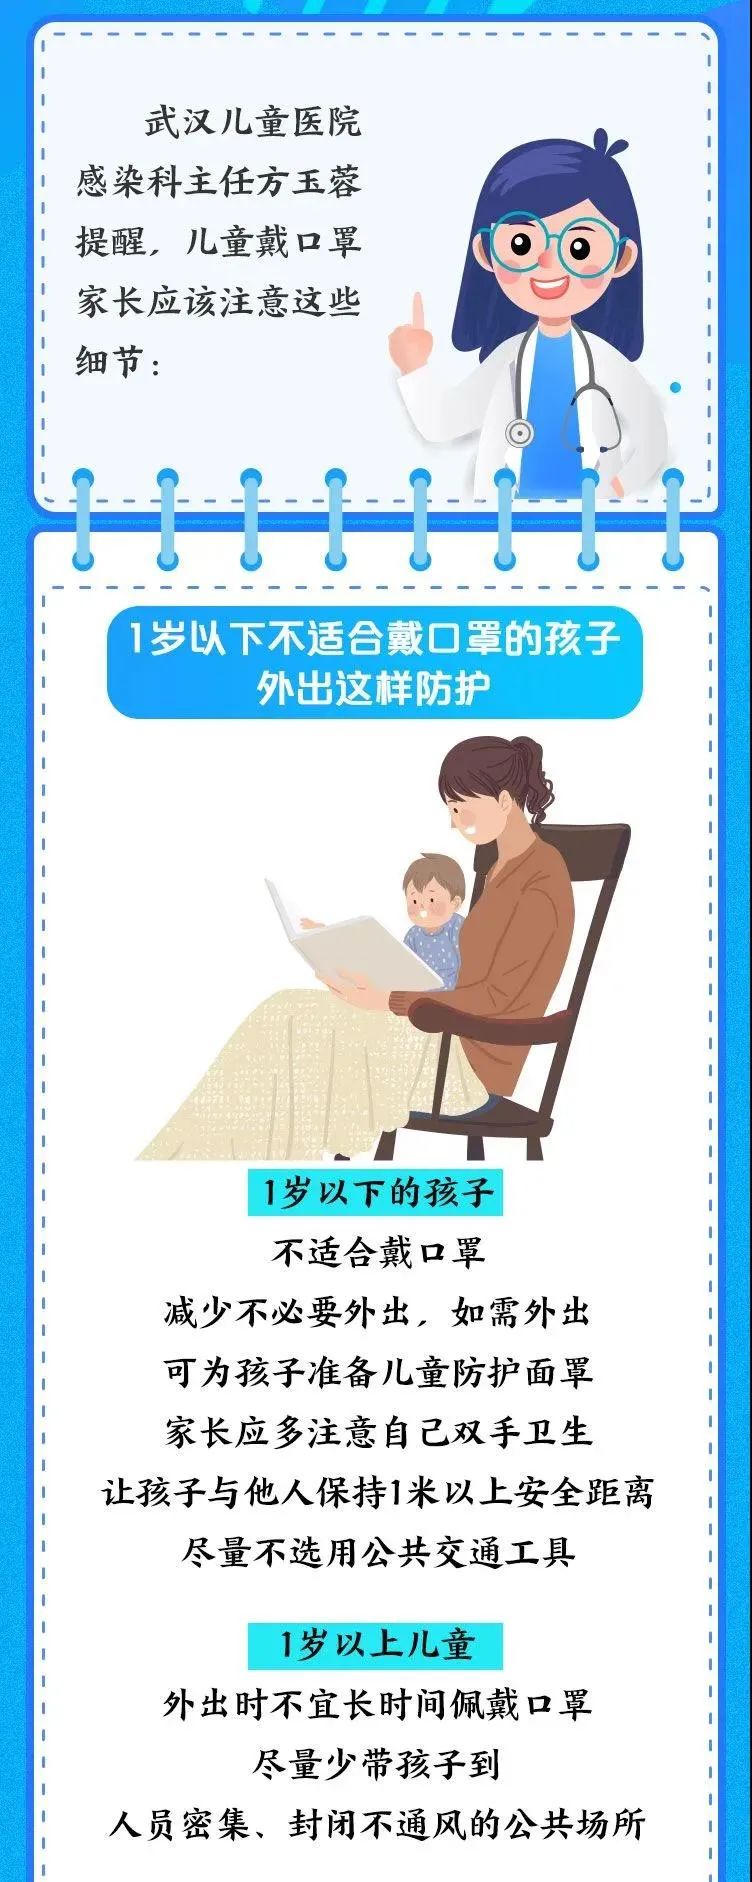 武汉儿童医院
感染科主任方玉蓉
提醒，儿童戴口罩
家长应该注意这些
细节：
1岁以下不适合戴口罩的孩子
外出这样防护
1岁以下的孩子
不适合戴口罩
减少不必要外出，如需外出
可为孩子准备儿童防护面罩
家长应多注意自己双手卫生
让孩子与他人保持1米以上安全距离
尽量不选用公共交通工具
1岁以上儿童
外出时不宜长时间佩戴口罩
尽量少带孩子到
人员密集、封闭不通风的公共场所